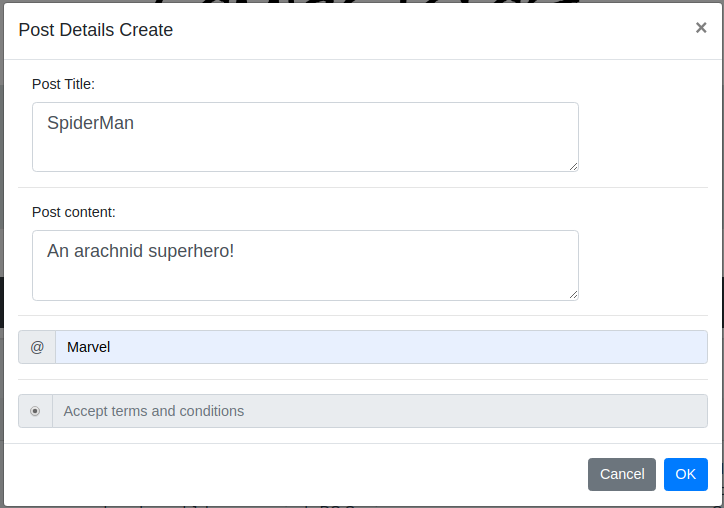 Post Details Create ×
Post Title:
SpiderMan
Post content:
An arachnid superhero!
@ Marvel
Accept terms and conditions
Cancel OK